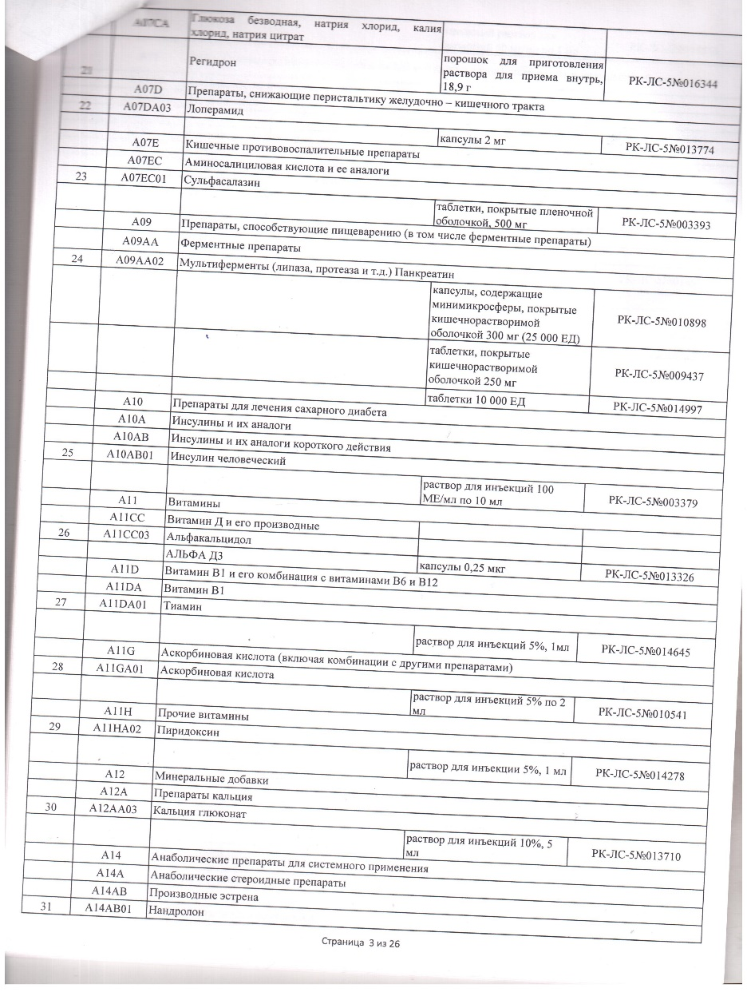 A07CA Глюкоза безводная, натрия хлорид, калия
хлорид, натрия цитрат
21 Регидрон порошок для приготовления
раствора для приема внутрь,
18,9 г РК-ЛС-5№016344
A07D Препараты, снижающие перистальтику желудочно – кишечного тракта
22 A07DA03 Лоперамид
капсулы 2 мг РК-ЛС-5№013774
A07E Кишечные противовоспалительные препараты
A07EC Аминосалициловая кислота и ее аналоги
23 A07EC01 Сульфасалазин
таблетки, покрытые пленочной
оболочкой, 500 мг РК-ЛС-5№003393
A09 Препараты, способствующие пищеварению (в том числе ферментные препараты)
A09AA Ферментные препараты
24 A09AA02 Мультиферменты (липаза, протеаза и т.д.) Панкреатин
капсулы, содержащие
минимикросферы, покрытые
кишечнорастворимой
оболочкой 300 мг (25 000 ЕД) РК-ЛС-5№010898
таблетки, покрытые
кишечнорастворимой
оболочкой 250 мг РК-ЛС-5№009437
таблетки 10 000 ЕД РК-ЛС-5№014997
A10 Препараты для лечения сахарного диабета
A10A Инсулины и их аналоги
A10AB Инсулины и их аналоги короткого действия
25 A10AB01 Инсулин человеческий
раствор для инъекций 100
МЕ/мл по 10 мл РК-ЛС-5№003379
A11 Витамины
A11CC Витамин Д и его производные
26 A11CC03 Альфакальцидол
АЛЬФА Д3 капсулы 0,25 мкг РК-ЛС-5№013326
A11D Витамин В1 и его комбинация с витаминами В6 и В12
A11DA Витамин В1
27 A11DA01 Тиамин
раствор для инъекций 5%, 1мл РК-ЛС-5№014645
A11G Аскорбиновая кислота (включая комбинации с другими препаратами)
28 A11GA01 Аскорбиновая кислота
раствор для инъекций 5% по 2
мл РК-ЛС-5№010541
A11H Прочие витамины
29 A11HA02 Пиридоксин
раствор для инъекции 5%, 1 мл РК-ЛС-5№014278
A12 Минеральные добавки
A12A Препараты кальция
30 A12AA03 Кальция глюконат
раствор для инъекций 10%, 5
мл РК-ЛС-5№013710
A14 Анаболические препараты для системного применения
A14A Анаболические стероидные препараты
A14AB Производные эстрена
31 A14AB01 Нандролон
Страница 3 из 26